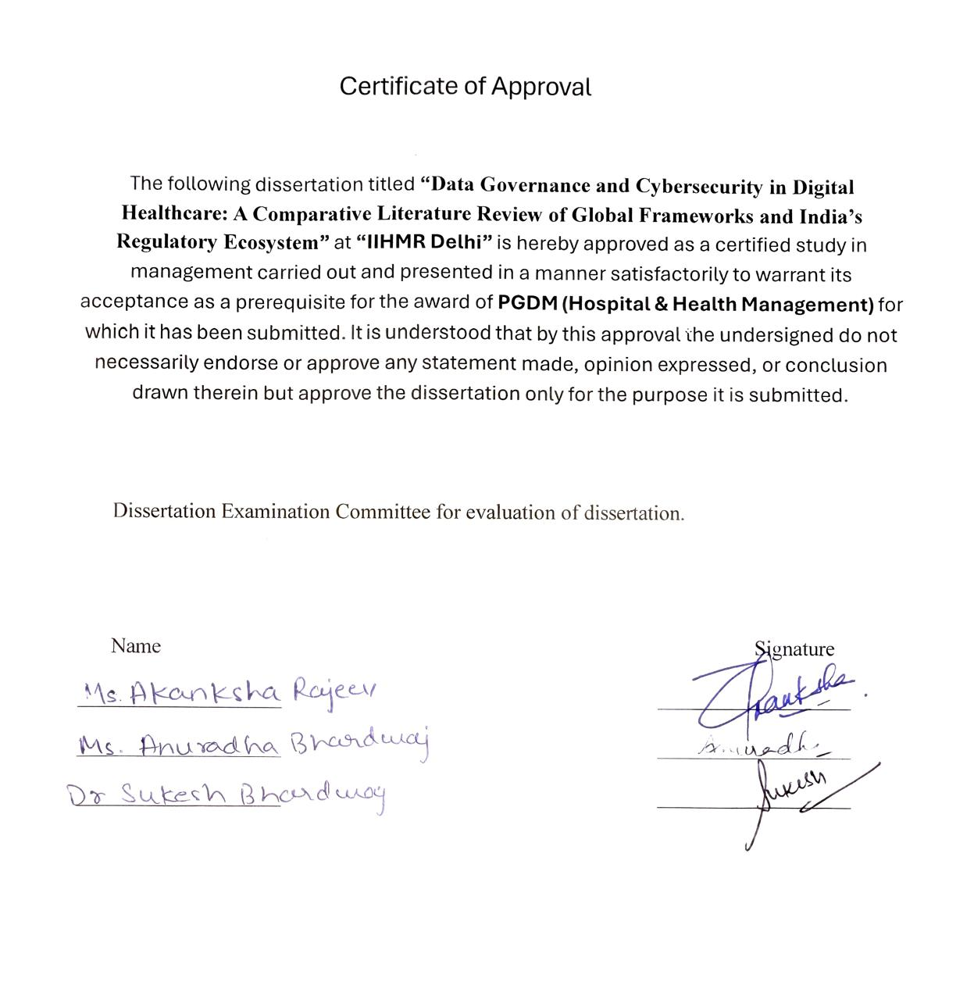 Certificate of Approval
The following dissertation titled “Data Governance and Cybersecurity in Digital
Healthcare: A Comparative Literature Review of Global Frameworks and India’s
Regulatory Ecosystem” at “IIHMR Delhi” is hereby approved as a certified study in
management carried out and presented in a manner satisfactorily to warrant its
acceptance as a prerequisite for the award of PGDM (Hospital & Health Management) for
which it has been submitted. It is understood that by this approval the undersigned do not
necessarily endorse or approve any statement made, opinion expressed, or conclusion
drawn therein but approve the dissertation only for the purpose it is submitted.
Dissertation Examination Committee for evaluation of dissertation.
Name Signature
Ms. Akanksha Rajeev
Ms. Anuradha Bhardwaj
Dr Sukesh Bhardwaj Sukesh